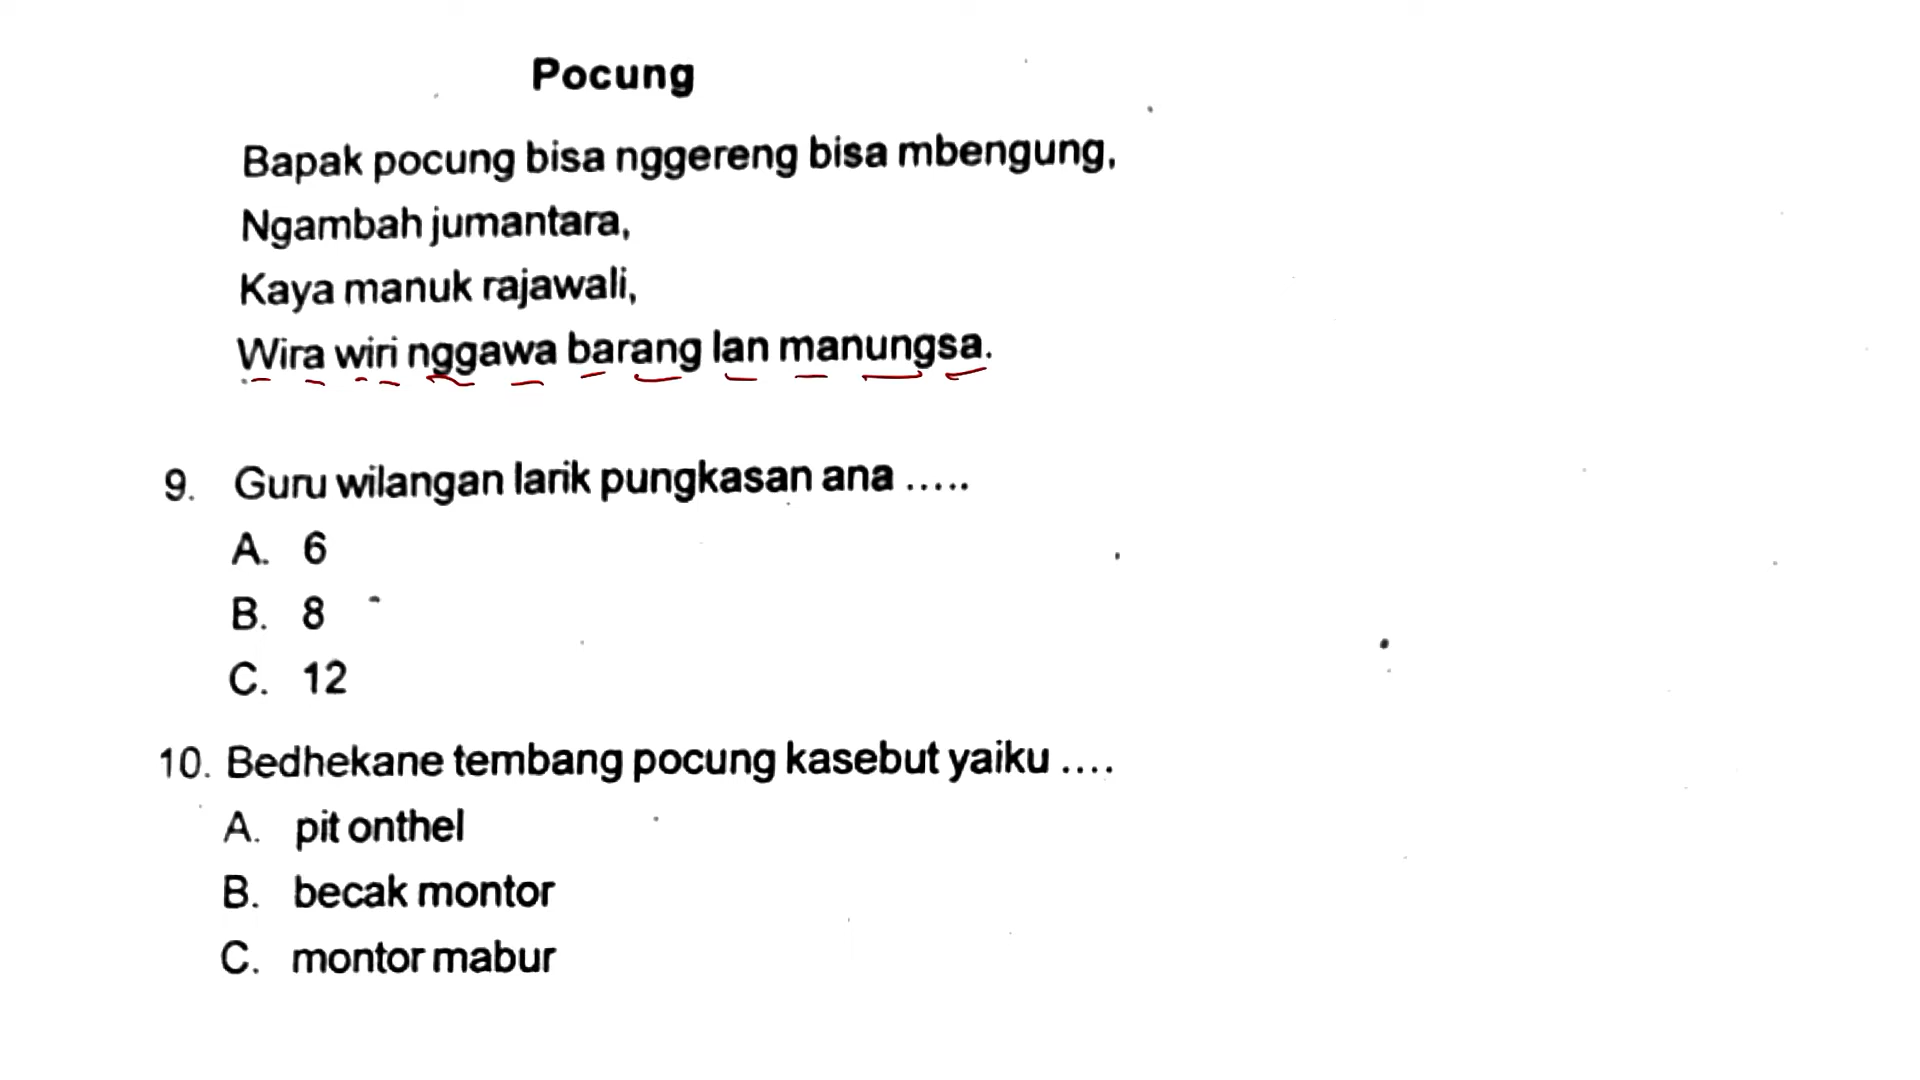 Pocung
Bapak pocung bisa nggereng bisa mbengung,
Ngambah jumantara,
Kaya manuk rajawali,
Wira wiri nggawa barang lan manungsa.
9. Guru wilangan larik pungkasan ana .....
A. 6
B. 8
C. 12
10. Bedhekane tembang pocung kasebut yaiku ....
A. pit onthel
B. becak montor
C. montor mabur